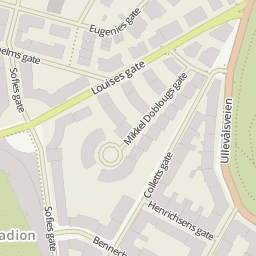 Eugenies gate
elms gate
Sofies gate
Louises gate
Mikkel Doblougs gate
Ullevålsveien
Colletts gate
Henrichsens gate
Sofies gate
adion
Bennech